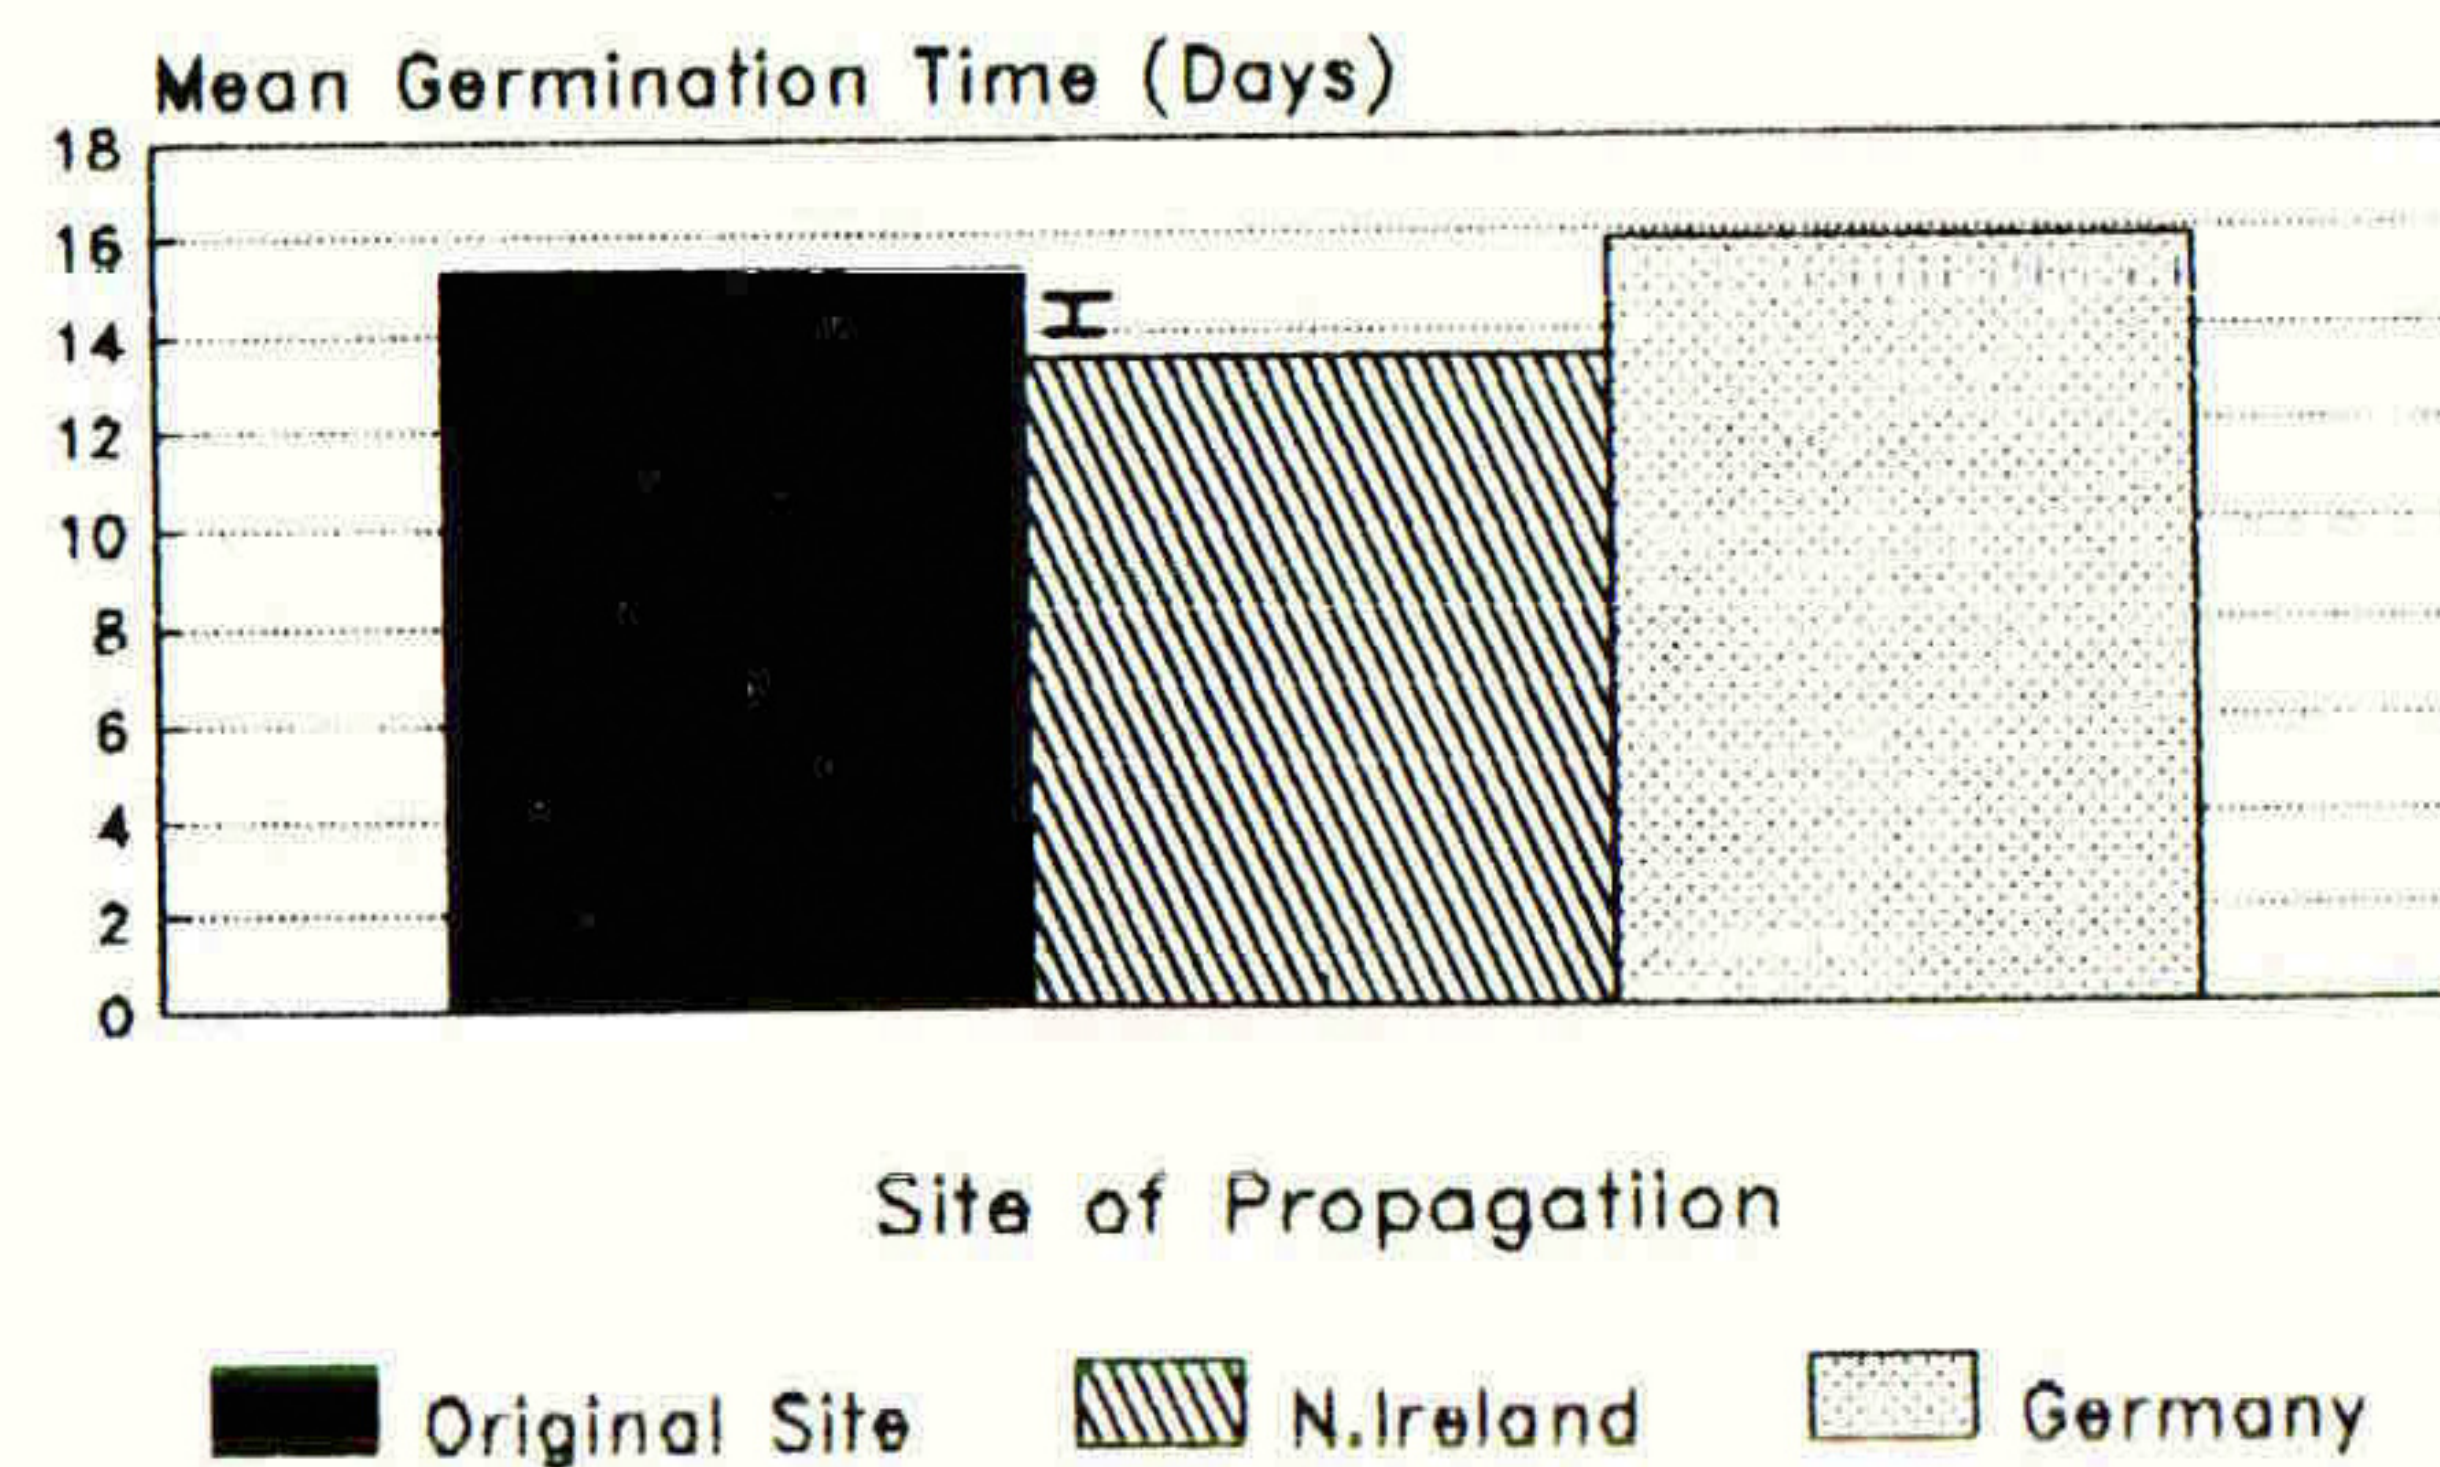 Mean Germination Time (Days)
18
16
14
12
10
8
6
4
2
0
Site of Propagatiion
Original Site
N.Ireland
Germany